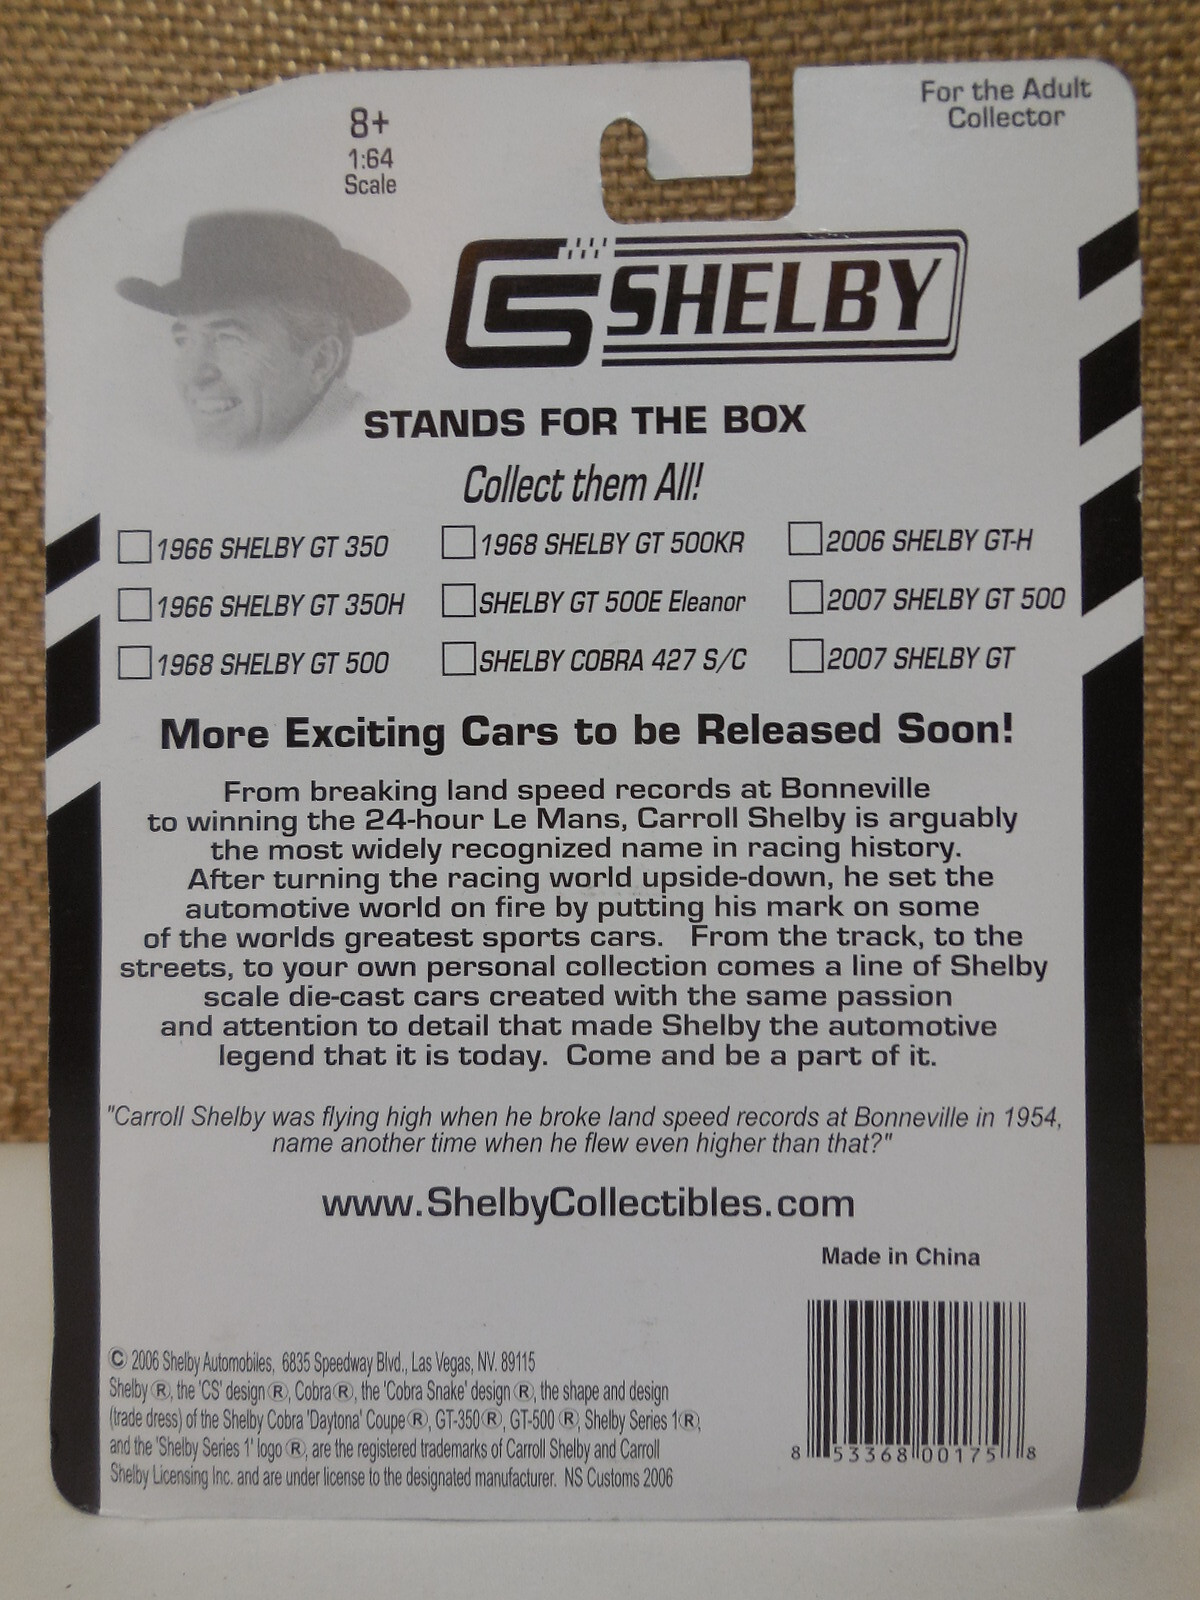 8+
1:64
Scale
For the Adult
Collector
CS SHELBY
STANDS FOR THE BOX
Collect them All!
1966 SHELBY GT 350
1966 SHELBY GT 350H
1968 SHELBY GT 500
1968 SHELBY GT 500KR
SHELBY GT 500E Eleanor
SHELBY COBRA 427 S/C
2006 SHELBY GT-H
2007 SHELBY GT 500
2007 SHELBY GT
More Exciting Cars to be Released Soon!
From breaking land speed records at Bonneville
to winning the 24-hour Le Mans, Carroll Shelby is arguably
the most widely recognized name in racing history.
After turning the racing world upside-down, he set the
automotive world on fire by putting his mark on some
of the worlds greatest sports cars. From the track, to the
streets, to your own personal collection comes a line of Shelby
scale die-cast cars created with the same passion
and attention to detail that made Shelby the automotive
legend that it is today. Come and be a part of it.
"Carroll Shelby was flying high when he broke land speed records at Bonneville in 1954,
name another time when he flew even higher than that?"
www.ShelbyCollectibles.com
Made in China
© 2006 Shelby Automobiles, 6835 Speedway Blvd., Las Vegas, NV. 89115
Shelby ®, the 'CS' design ®, Cobra ®, the 'Cobra Snake' design ®, the shape and design
(trade dress) of the Shelby Cobra 'Daytona' Coupe ®, GT-350 ®, GT-500 ®, Shelby Series 1 ®,
and the 'Shelby Series 1' logo ®, are the registered trademarks of Carroll Shelby and Carroll
Shelby Licensing Inc. and are under license to the designated manufacturer. NS Customs 2006
8 53368 00175 8